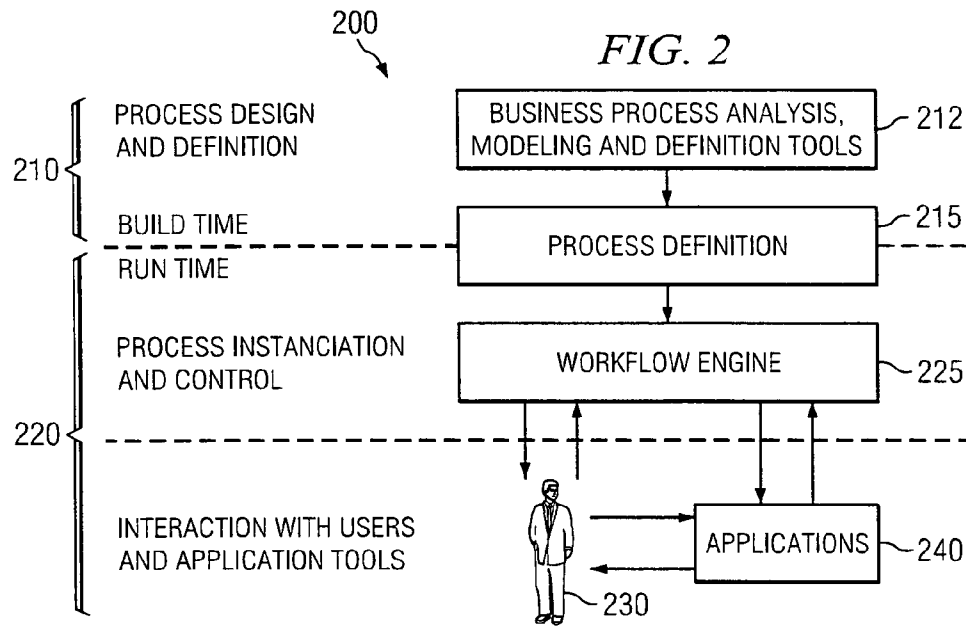 200
FIG. 2
PROCESS DESIGN
AND DEFINITION
BUSINESS PROCESS ANALYSIS,
MODELING AND DEFINITION TOOLS
212
210
BUILD TIME
PROCESS DEFINITION
215
RUN TIME
PROCESS INSTANCIATION
AND CONTROL
WORKFLOW ENGINE
225
220
INTERACTION WITH USERS
AND APPLICATION TOOLS
230
APPLICATIONS
240